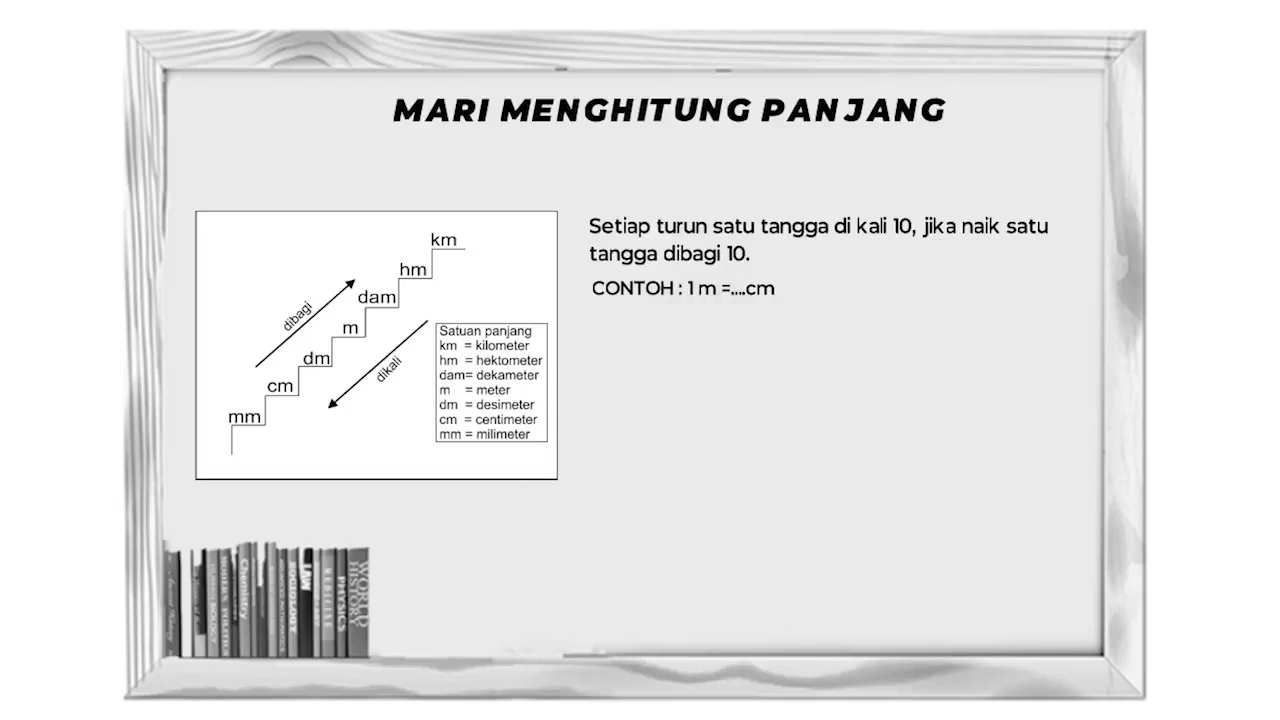 MARI MENGHITUNG PANJANG
km
hm
dam
m
dm
cm
mm
dibagi
dikali
Satuan panjang
km = kilometer
hm = hektometer
dam= dekameter
m = meter
dm = desimeter
cm = centimeter
mm = milimeter
Setiap turun satu tangga di kali 10, jika naik satu
tangga dibagi 10.
CONTOH : 1 m =....cm
Chemistry
SOCIOLOGY
LAW
PHYSICS
WORLD
HISTORY